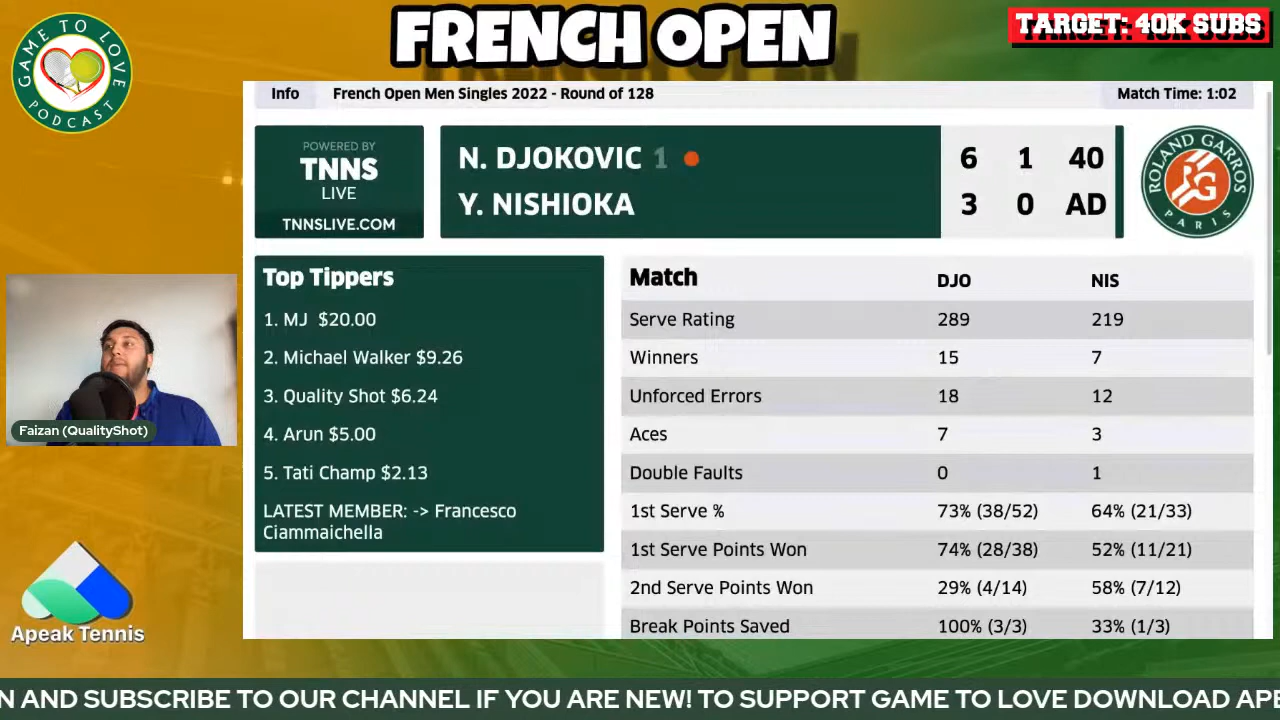 GAME TO LOVE
PODCAST
FRENCH OPEN
TARGET: 40K SUBS
Info French Open Men Singles 2022 - Round of 128 Match Time: 1:02
POWERED BY
TNNS
LIVE
TNNSLIVE.COM
N. DJOKOVIC 1 6 1 40
Y. NISHIOKA 3 0 AD
ROLAND GARROS
RG
PARIS
Top Tippers
1. MJ $20.00
2. Michael Walker $9.26
3. Quality Shot $6.24
4. Arun $5.00
5. Tati Champ $2.13
LATEST MEMBER: -> Francesco
Ciammaichella
Match DJO NIS
Serve Rating 289 219
Winners 15 7
Unforced Errors 18 12
Aces 7 3
Double Faults 0 1
1st Serve % 73% (38/52) 64% (21/33)
1st Serve Points Won 74% (28/38) 52% (11/21)
2nd Serve Points Won 29% (4/14) 58% (7/12)
Break Points Saved 100% (3/3) 33% (1/3)
Faizan (QualityShot)
Apeak Tennis
N AND SUBSCRIBE TO OUR CHANNEL IF YOU ARE NEW! TO SUPPORT GAME TO LOVE DOWNLOAD APE